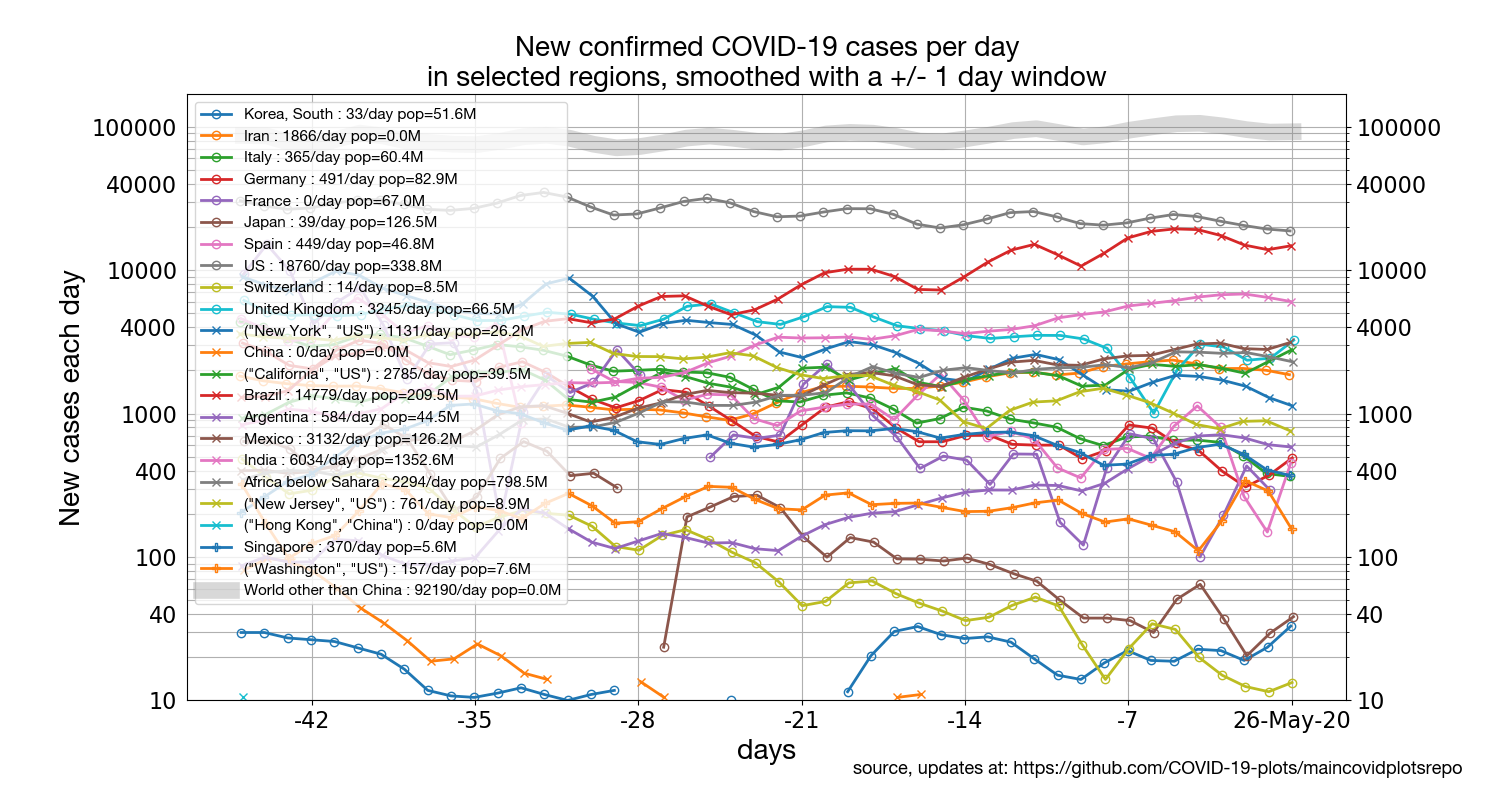 New confirmed COVID-19 cases per day
in selected regions, smoothed with a +/- 1 day window
New cases each day
100000
40000
10000
4000
1000
400
100
40
10
Korea, South : 33/day pop=51.6M
Iran : 1866/day pop=0.0M
Italy : 365/day pop=60.4M
Germany : 491/day pop=82.9M
France : 0/day pop=67.0M
Japan : 39/day pop=126.5M
Spain : 449/day pop=46.8M
US : 18760/day pop=338.8M
Switzerland : 14/day pop=8.5M
United Kingdom : 3245/day pop=66.5M
("New York", "US") : 1131/day pop=26.2M
China : 0/day pop=0.0M
("California", "US") : 2785/day pop=39.5M
Brazil : 14779/day pop=209.5M
Argentina : 584/day pop=44.5M
Mexico : 3132/day pop=126.2M
India : 6034/day pop=1352.6M
Africa below Sahara : 2294/day pop=798.5M
("New Jersey", "US") : 761/day pop=8.9M
("Hong Kong", "China") : 0/day pop=0.0M
Singapore : 370/day pop=5.6M
("Washington", "US") : 157/day pop=7.6M
World other than China : 92190/day pop=0.0M
100000
40000
10000
4000
1000
400
100
40
10
-42 -35 -28 -21 -14 -7 26-May-20
days
source, updates at: https://github.com/COVID-19-plots/maincovidplotsrepo